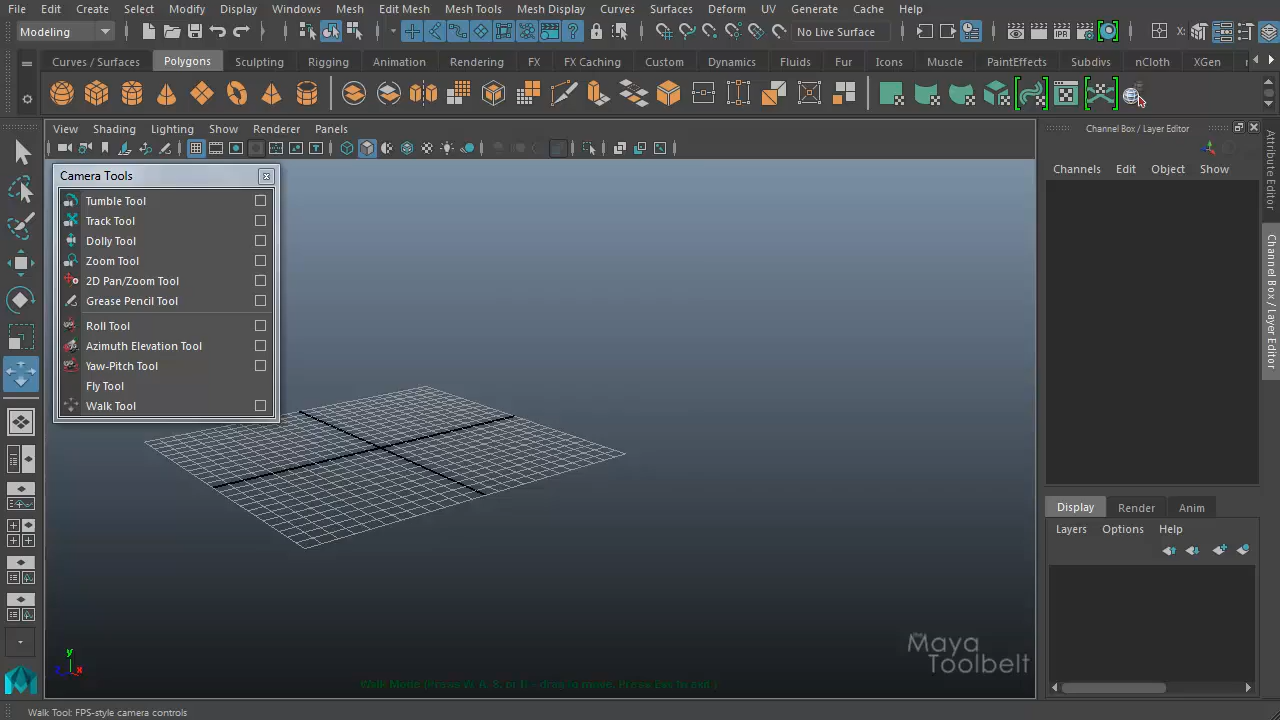 File Edit Create Select Modify Display Windows Mesh Edit Mesh Mesh Tools Mesh Display Curves Surfaces Deform UV Generate Cache Help
Modeling No Live Surface X:
Curves / Surfaces Polygons Sculpting Rigging Animation Rendering FX FX Caching Custom Dynamics Fluids Fur Icons Muscle PaintEffects Subdivs nCloth XGen
View Shading Lighting Show Renderer Panels
Channel Box / Layer Editor
Channels Edit Object Show
Camera Tools
Tumble Tool
Track Tool
Dolly Tool
Zoom Tool
2D Pan/Zoom Tool
Grease Pencil Tool
Roll Tool
Azimuth Elevation Tool
Yaw-Pitch Tool
Fly Tool
Walk Tool
Attribute Editor
Channel Box / Layer Editor
Display Render Anim
Layers Options Help
the
Maya
Toolbelt
y
z x
Walk Tool: FPS-style camera controls